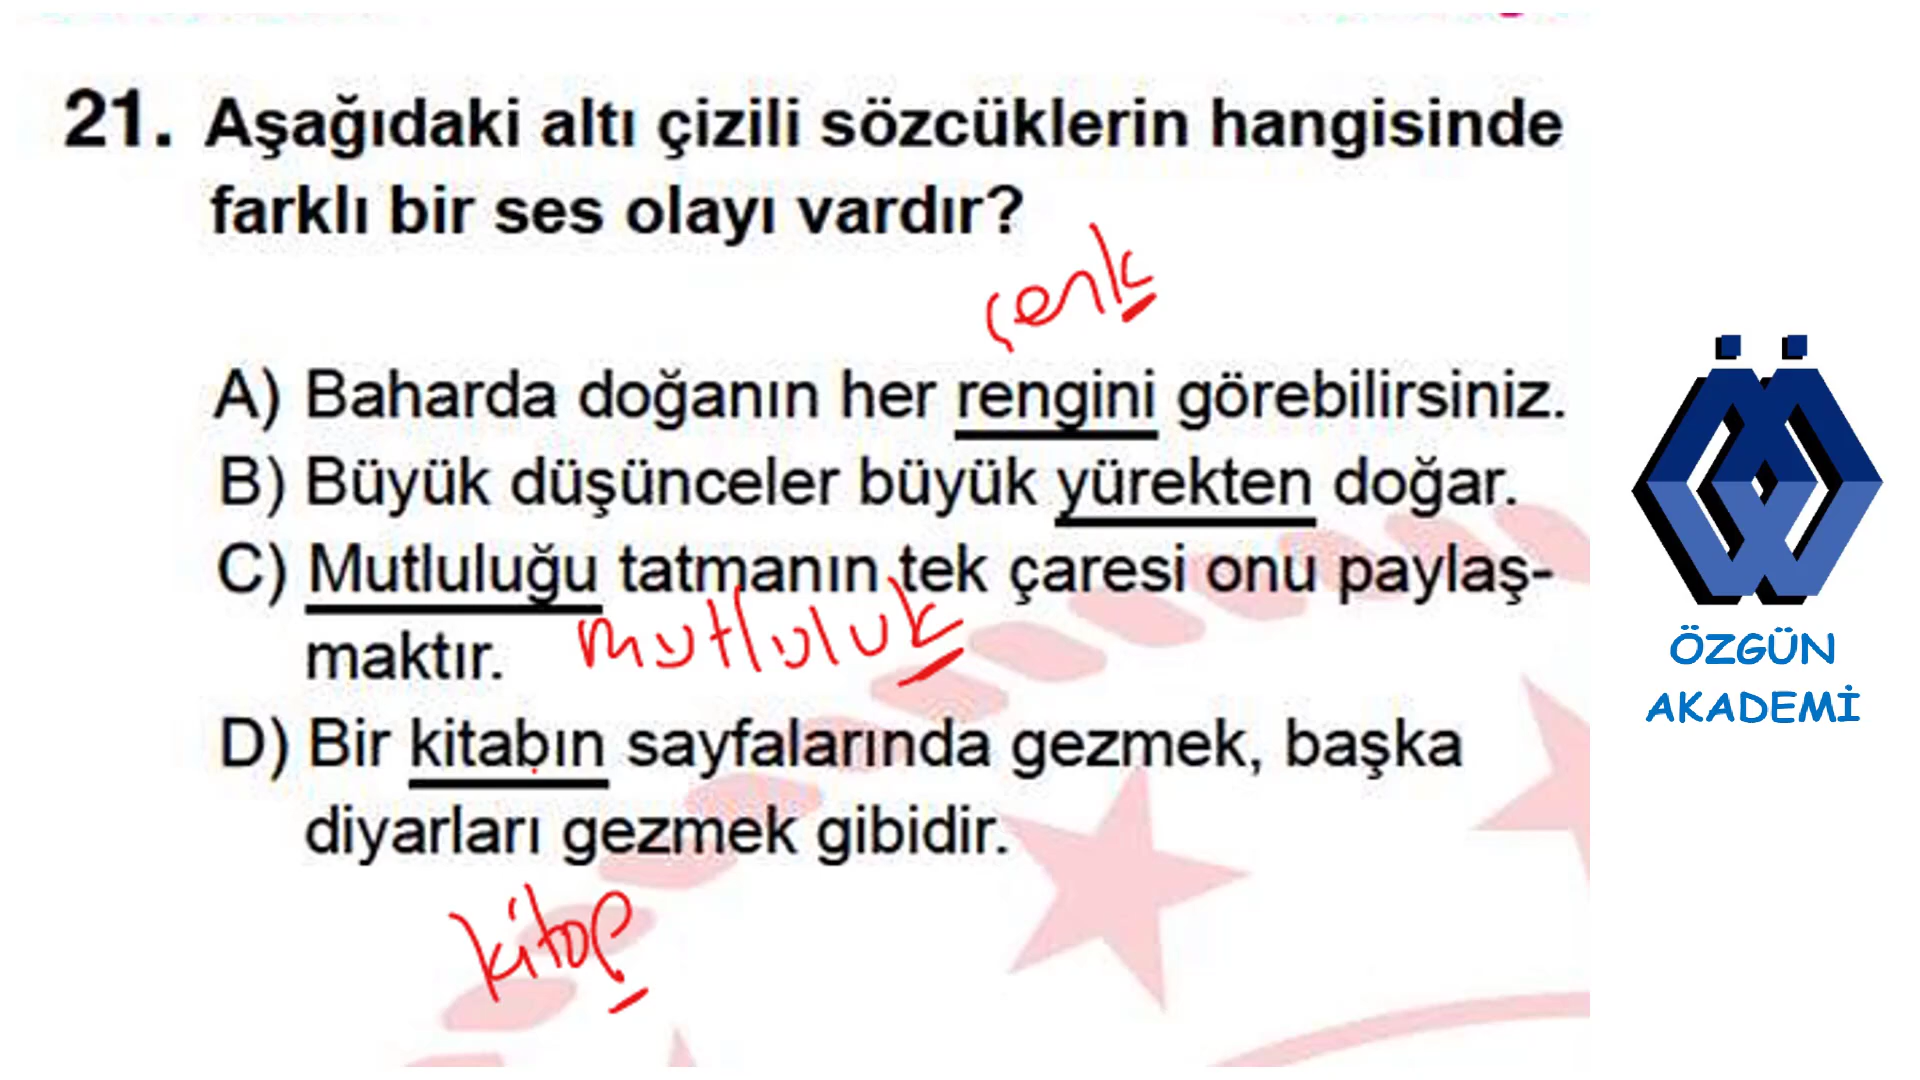 21. Aşağıdaki altı çizili sözcüklerin hangisinde
farklı bir ses olayı vardır?
renk
A) Baharda doğanın her rengini görebilirsiniz.
B) Büyük düşünceler büyük yürekten doğar.
C) Mutluluğu tatmanın tek çaresi onu paylaş-
maktır.
mutluluk
D) Bir kitabın sayfalarında gezmek, başka
diyarları gezmek gibidir.
kitap
ÖZGÜN
AKADEMİ